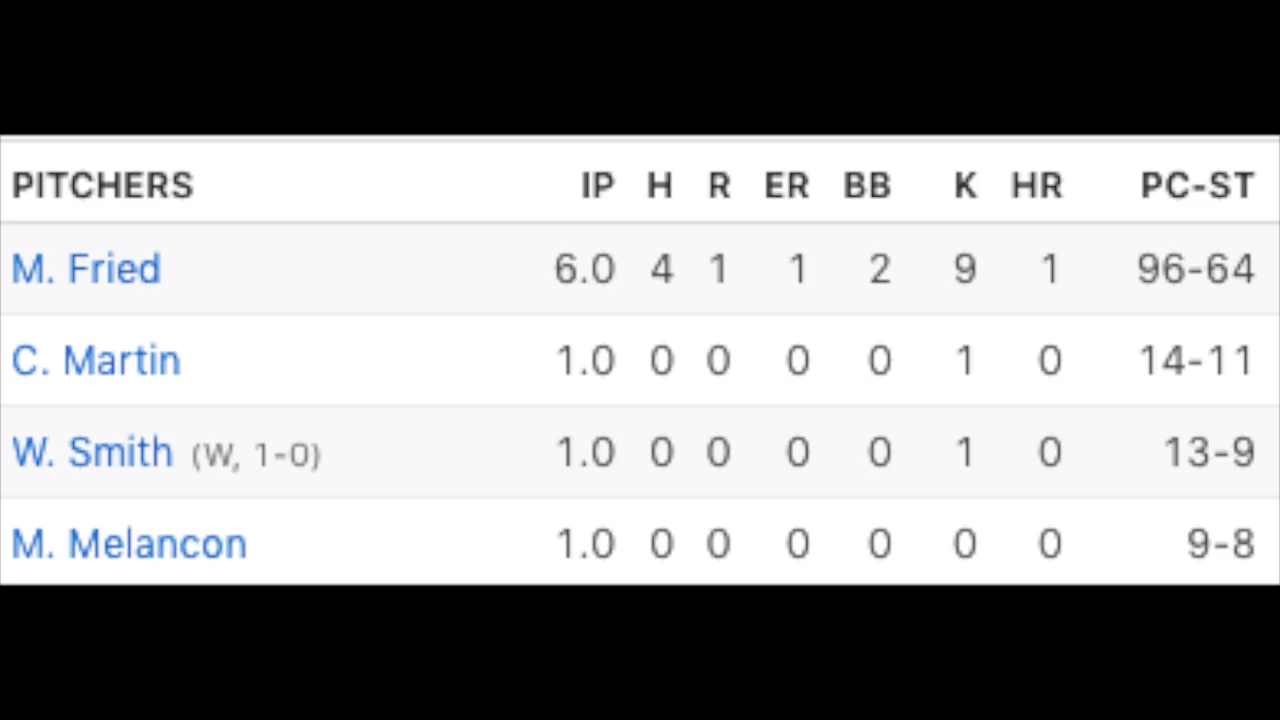 PITCHERS IP H R ER BB K HR PC-ST
M. Fried 6.0 4 1 1 2 9 1 96-64
C. Martin 1.0 0 0 0 0 1 0 14-11
W. Smith (W, 1-0) 1.0 0 0 0 0 1 0 13-9
M. Melancon 1.0 0 0 0 0 0 0 9-8